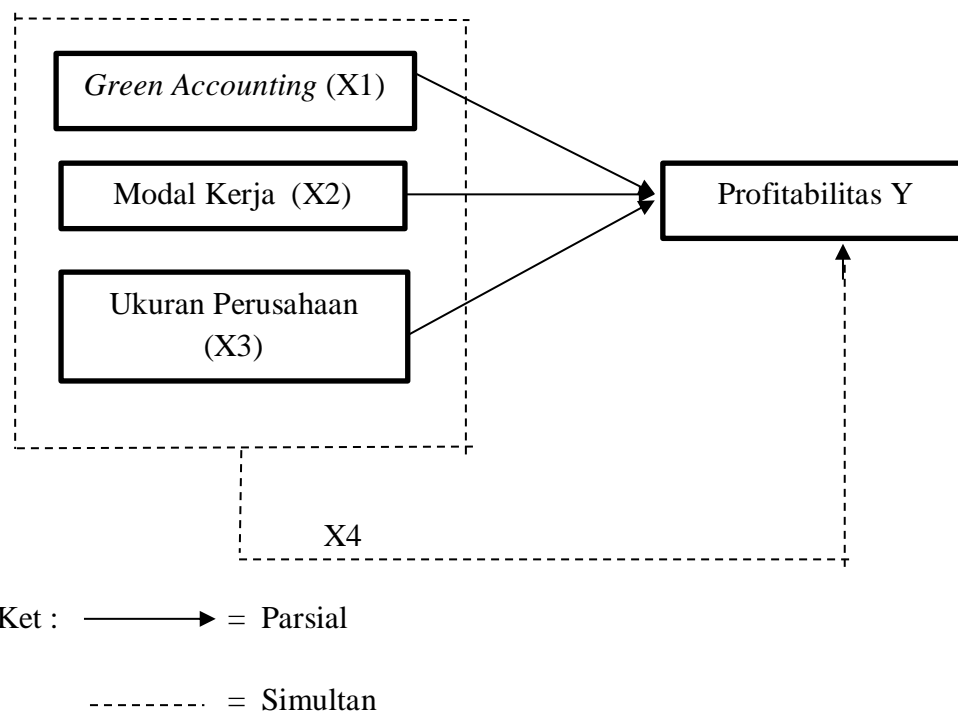 Green Accounting (X1)
Modal Kerja (X2)
Profitabilitas Y
Ukuran Perusahaan
(X3)
X4
Ket : = Parsial
= Simultan